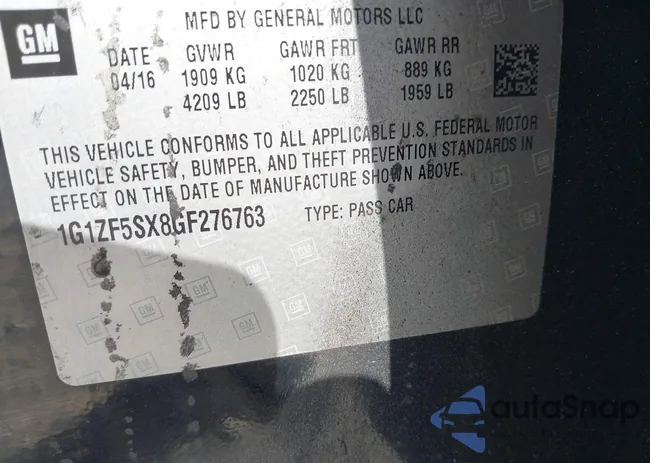 GM
MFD BY GENERAL MOTORS LLC
DATE GVWR GAWR FRT GAWR RR
04/16 1909 KG 1020 KG 889 KG
4209 LB 2250 LB 1959 LB
THIS VEHICLE CONFORMS TO ALL APPLICABLE U.S. FEDERAL MOTOR
VEHICLE SAFETY, BUMPER, AND THEFT PREVENTION STANDARDS IN
EFFECT ON THE DATE OF MANUFACTURE SHOWN ABOVE.
1G1ZF5SX8GF276763 TYPE: PASS CAR
autoSnap